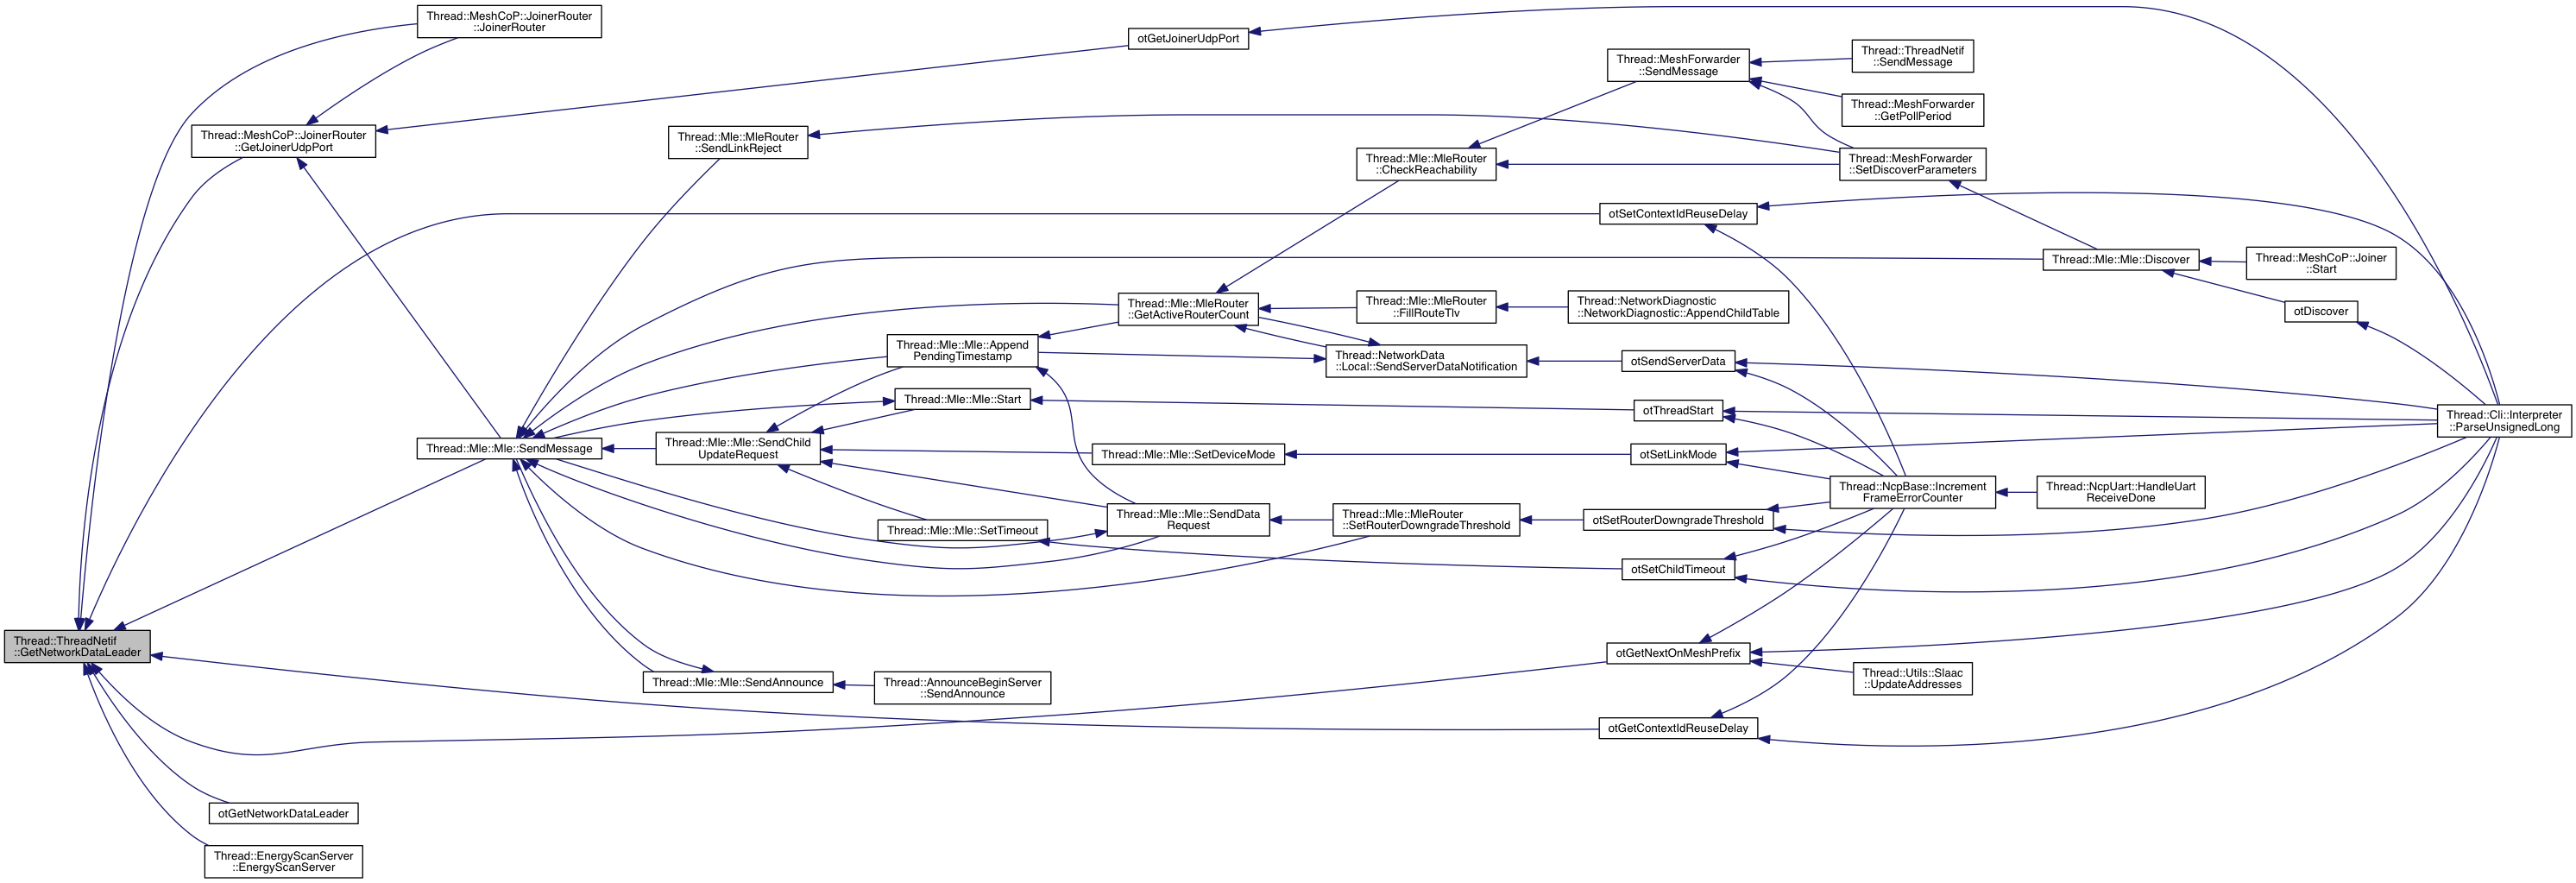 Thread::MeshCoP::JoinerRouter
::JoinerRouter
otGetJoinerUdpPort
Thread::MeshForwarder
::SendMessage
Thread::ThreadNetif
::SendMessage
Thread::MeshForwarder
::GetPollPeriod
Thread::MeshCoP::JoinerRouter
::GetJoinerUdpPort
Thread::Mle::MleRouter
::SendLinkReject
Thread::Mle::MleRouter
::CheckReachability
Thread::MeshForwarder
::SetDiscoverParameters
otSetContextIdReuseDelay
Thread::Mle::Mle::Discover
Thread::MeshCoP::Joiner
::Start
Thread::Mle::MleRouter
::GetActiveRouterCount
Thread::Mle::MleRouter
::FillRouteTlv
Thread::NetworkDiagnostic
::NetworkDiagnostic::AppendChildTable
otDiscover
Thread::Mle::Mle::Append
PendingTimestamp
Thread::NetworkData
::Local::SendServerDataNotification
otSendServerData
Thread::Mle::Mle::Start
otThreadStart
Thread::Cli::Interpreter
::ParseUnsignedLong
Thread::Mle::Mle::SendMessage
Thread::Mle::Mle::SendChild
UpdateRequest
Thread::Mle::Mle::SetDeviceMode
otSetLinkMode
Thread::NcpBase::Increment
FrameErrorCounter
Thread::NcpUart::HandleUart
ReceiveDone
Thread::Mle::Mle::SetTimeout
Thread::Mle::Mle::SendData
Request
Thread::Mle::MleRouter
::SetRouterDowngradeThreshold
otSetRouterDowngradeThreshold
otSetChildTimeout
Thread::ThreadNetif
::GetNetworkDataLeader
otGetNextOnMeshPrefix
Thread::Mle::Mle::SendAnnounce
Thread::AnnounceBeginServer
::SendAnnounce
Thread::Utils::Slaac
::UpdateAddresses
otGetContextIdReuseDelay
otGetNetworkDataLeader
Thread::EnergyScanServer
::EnergyScanServer